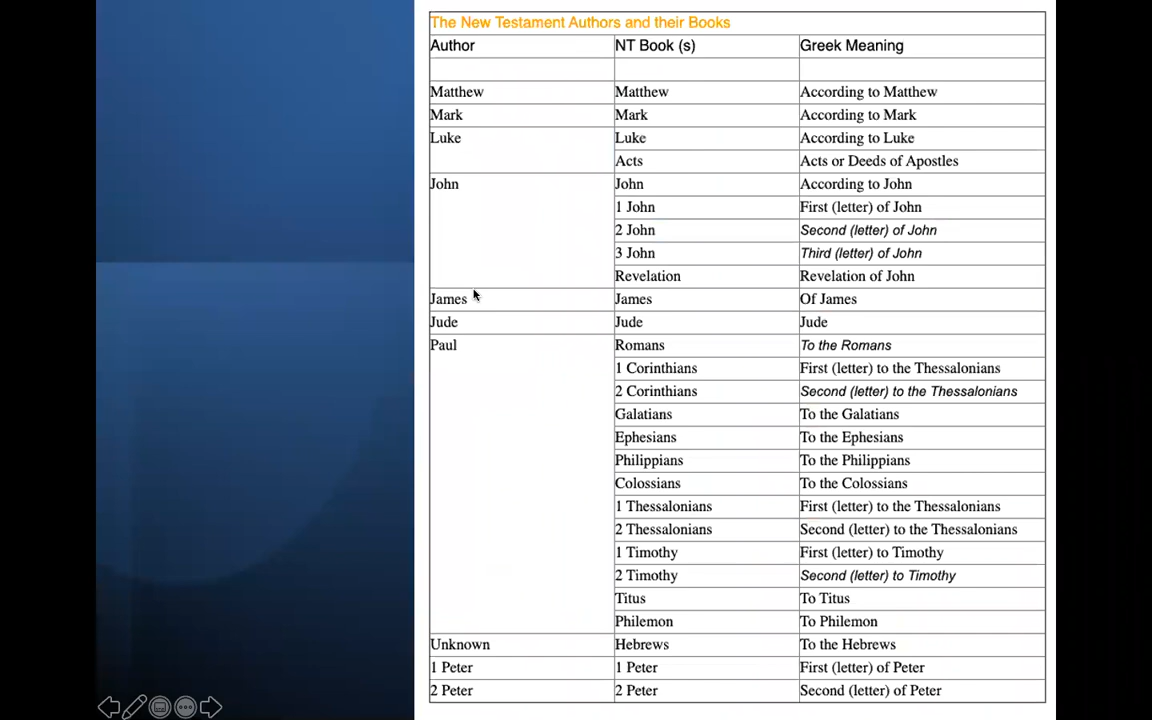 The New Testament Authors and their Books
Author NT Book (s) Greek Meaning
Matthew Matthew According to Matthew
Mark Mark According to Mark
Luke Luke According to Luke
Acts Acts or Deeds of Apostles
John John According to John
1 John First (letter) of John
2 John Second (letter) of John
3 John Third (letter) of John
Revelation Revelation of John
James James Of James
Jude Jude Jude
Paul Romans To the Romans
1 Corinthians First (letter) to the Thessalonians
2 Corinthians Second (letter) to the Thessalonians
Galatians To the Galatians
Ephesians To the Ephesians
Philippians To the Philippians
Colossians To the Colossians
1 Thessalonians First (letter) to the Thessalonians
2 Thessalonians Second (letter) to the Thessalonians
1 Timothy First (letter) to Timothy
2 Timothy Second (letter) to Timothy
Titus To Titus
Philemon To Philemon
Unknown Hebrews To the Hebrews
1 Peter 1 Peter First (letter) of Peter
2 Peter 2 Peter Second (letter) of Peter